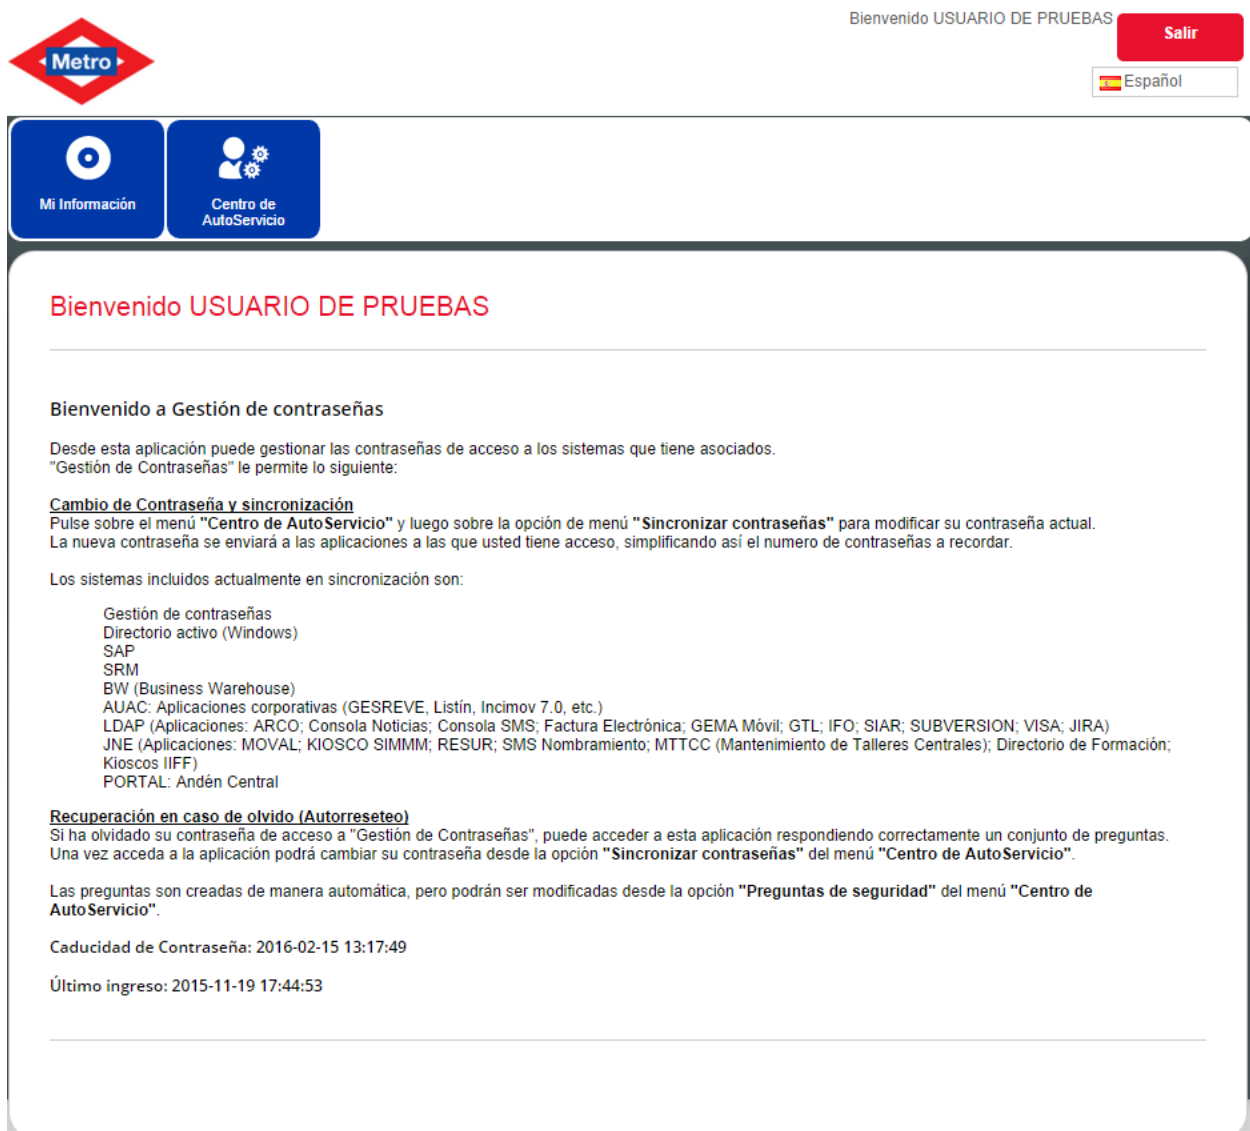 Bienvenido USUARIO DE PRUEBAS
Salir
Metro
Español
Mi Información
Centro de
AutoServicio
Bienvenido USUARIO DE PRUEBAS
Bienvenido a Gestión de contraseñas
Desde esta aplicación puede gestionar las contraseñas de acceso a los sistemas que tiene asociados.
"Gestión de Contraseñas" le permite lo siguiente:
Cambio de Contraseña y sincronización
Pulse sobre el menú "Centro de AutoServicio" y luego sobre la opción de menú "Sincronizar contraseñas" para modificar su contraseña actual.
La nueva contraseña se enviará a las aplicaciones a las que usted tiene acceso, simplificando así el numero de contraseñas a recordar.
Los sistemas incluidos actualmente en sincronización son:
Gestión de contraseñas
Directorio activo (Windows)
SAP
SRM
BW (Business Warehouse)
AUAC: Aplicaciones corporativas (GESREVE, Listín, Incimov 7.0, etc.)
LDAP (Aplicaciones: ARCO; Consola Noticias; Consola SMS; Factura Electrónica; GEMA Móvil; GTL; IFO; SIAR; SUBVERSION; VISA; JIRA)
JNE (Aplicaciones: MOVAL; KIOSCO SIMMM; RESUR; SMS Nombramiento; MTTCC (Mantenimiento de Talleres Centrales); Directorio de Formación;
Kioscos IIFF)
PORTAL: Andén Central
Recuperación en caso de olvido (Autorreseteo)
Si ha olvidado su contraseña de acceso a "Gestión de Contraseñas", puede acceder a esta aplicación respondiendo correctamente un conjunto de preguntas.
Una vez acceda a la aplicación podrá cambiar su contraseña desde la opción "Sincronizar contraseñas" del menú "Centro de AutoServicio".
Las preguntas son creadas de manera automática, pero podrán ser modificadas desde la opción "Preguntas de seguridad" del menú "Centro de
AutoServicio".
Caducidad de Contraseña: 2016-02-15 13:17:49
Último ingreso: 2015-11-19 17:44:53